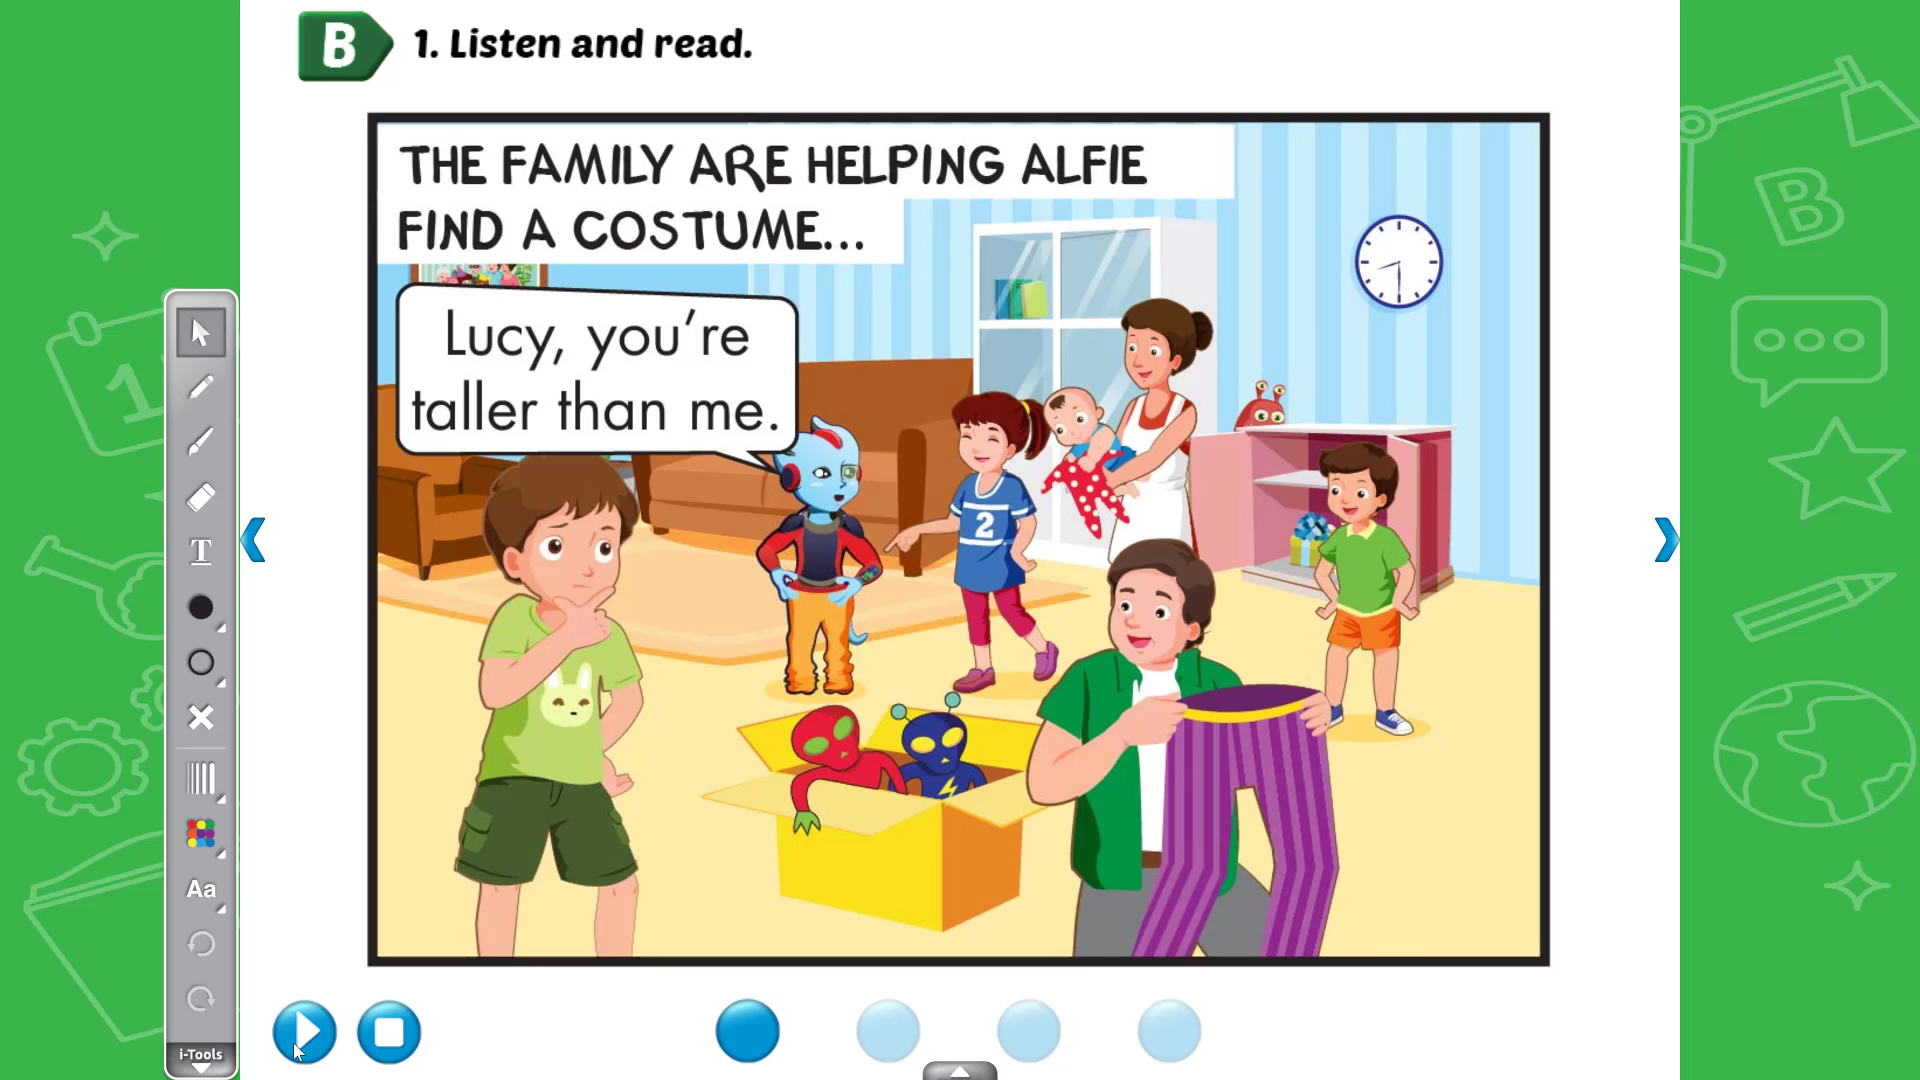 B 1. Listen and read.
THE FAMILY ARE HELPING ALFIE
FIND A COSTUME...
Lucy, you're
taller than me.
2
T
Aa
i-Tools
1
B